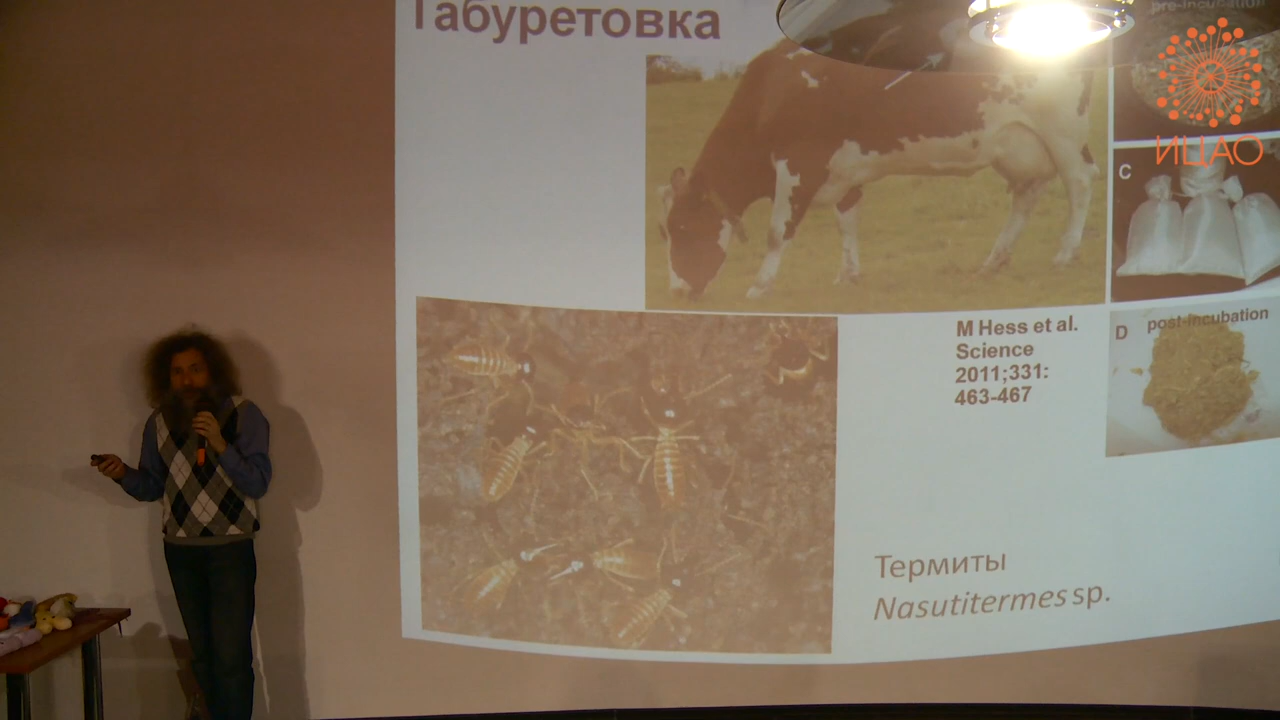 Табуретовка
pre-incubation
ИЦАО
C
M Hess et al.
Science
2011;331:
463-467
D post-incubation
Термиты
Nasutitermes sp.